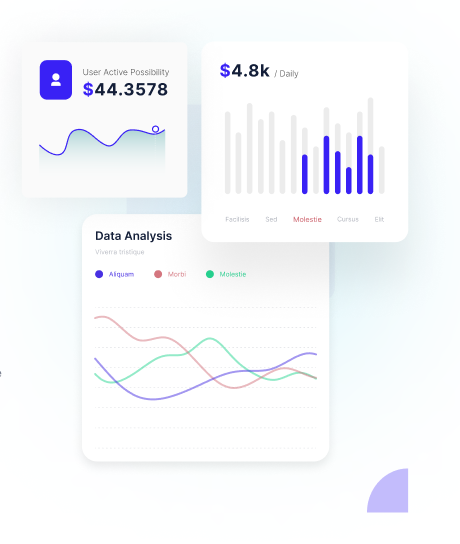 User Active Possibility
$44.3578
$4.8k / Daily
Facilisis Sed Molestie Cursus Elit
Data Analysis
Viverra tristique
Aliquam Morbi Molestie